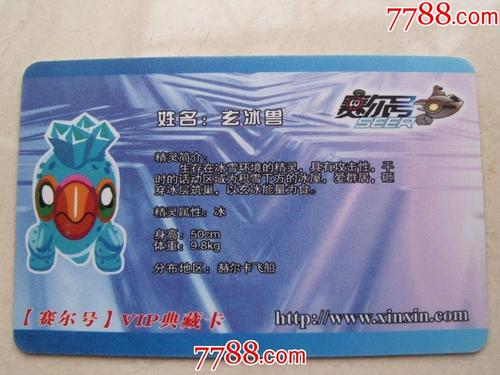 7788.com
赛尔号
SEER
姓名：玄冰兽
精灵简介：
生存在冰雪环境的精灵，具有攻击性，平
时的活动区域为积雪下方的冰屋，爱群居，砸
穿冰层筑巢，以玄冰能量为食。
精灵属性：冰
身高：50cm
体重：9.8kg
分布地区：赫尔卡飞船
【赛尔号】VIP典藏卡
http://www.xinxin.com
7788.com